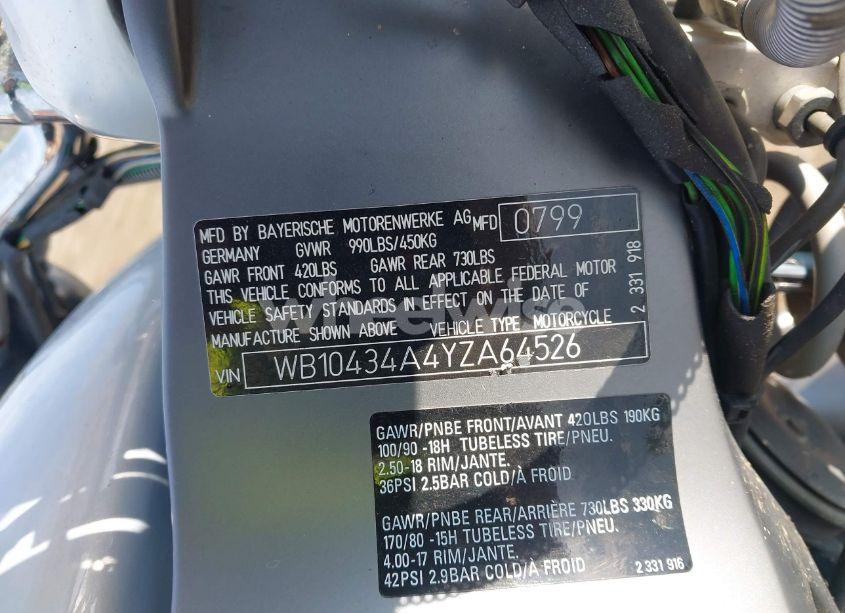 MFD BY BAYERISCHE MOTORENWERKE AG MFD 0799
GERMANY GVWR 990LBS/450KG
GAWR FRONT 420LBS GAWR REAR 730LBS
THIS VEHICLE CONFORMS TO ALL APPLICABLE FEDERAL MOTOR
VEHICLE SAFETY STANDARDS IN EFFECT ON THE DATE OF
MANUFACTURE SHOWN ABOVE VEHICLE TYPE MOTORCYCLE
VIN WB10434A4YZA64526
2 331 918
wheelwise
GAWR/PNBE FRONT/AVANT 420LBS 190KG
100/90 -18H TUBELESS TIRE/PNEU.
2.50-18 RIM/JANTE.
36PSI 2.5BAR COLD/À FROID
GAWR/PNBE REAR/ARRIÈRE 730LBS 330KG
170/80 -15H TUBELESS TIRE/PNEU.
4.00-17 RIM/JANTE.
42PSI 2.9BAR COLD/À FROID
2 331 916